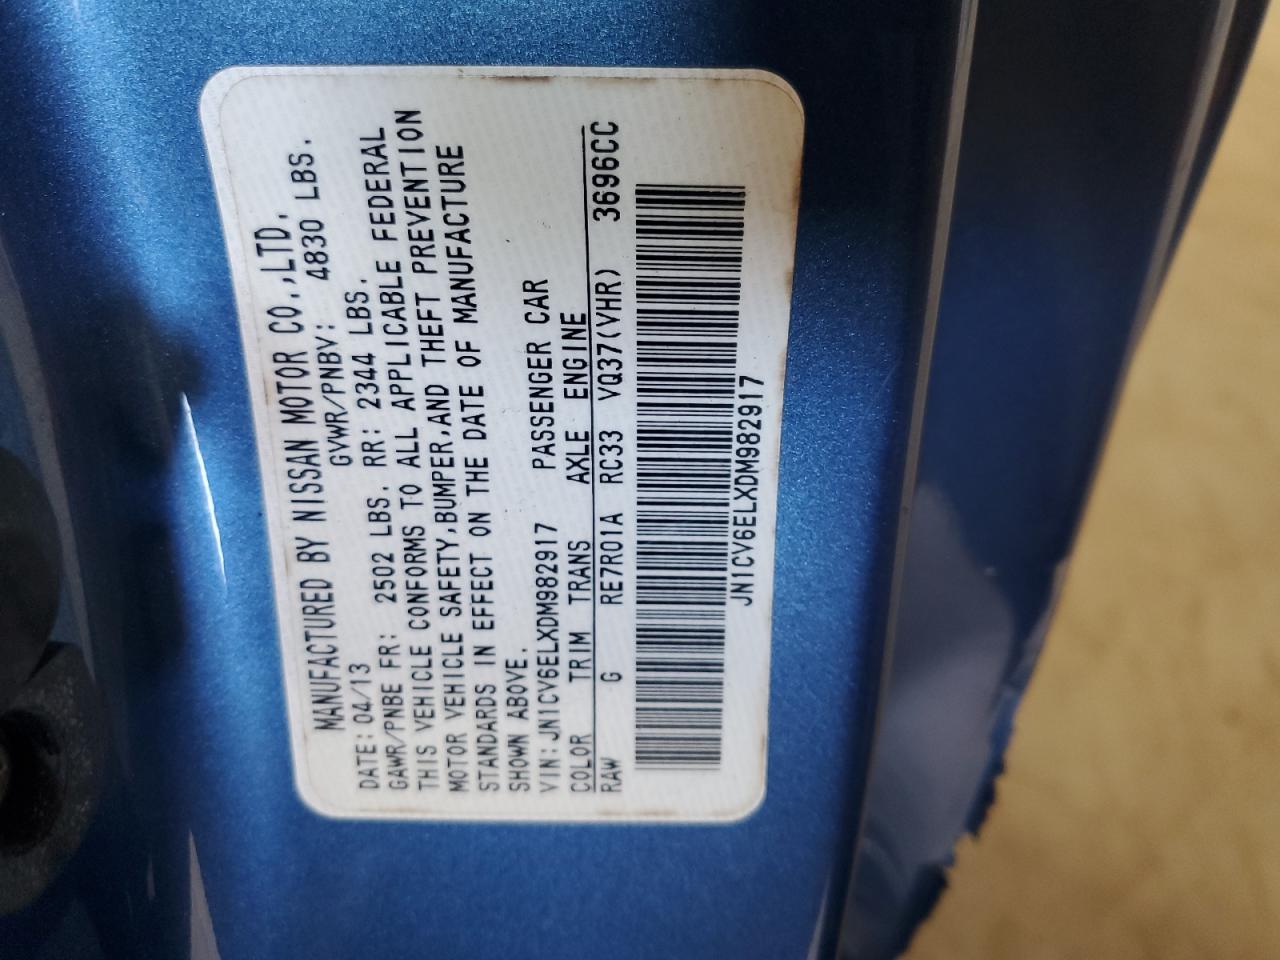 MANUFACTURED BY NISSAN MOTOR CO.,LTD.
DATE:04/13 GVWR/PNBV: 4830 LBS.
GAWR/PNBE FR: 2502 LBS. RR: 2344 LBS.
THIS VEHICLE CONFORMS TO ALL APPLICABLE FEDERAL
MOTOR VEHICLE SAFETY,BUMPER,AND THEFT PREVENTION
STANDARDS IN EFFECT ON THE DATE OF MANUFACTURE
SHOWN ABOVE.
VIN:JN1CV6ELXDM982917 PASSENGER CAR
COLOR TRIM TRANS AXLE ENGINE
RAW G RE7R01A RC33 VQ37(VHR) 3696CC
JN1CV6ELXDM982917